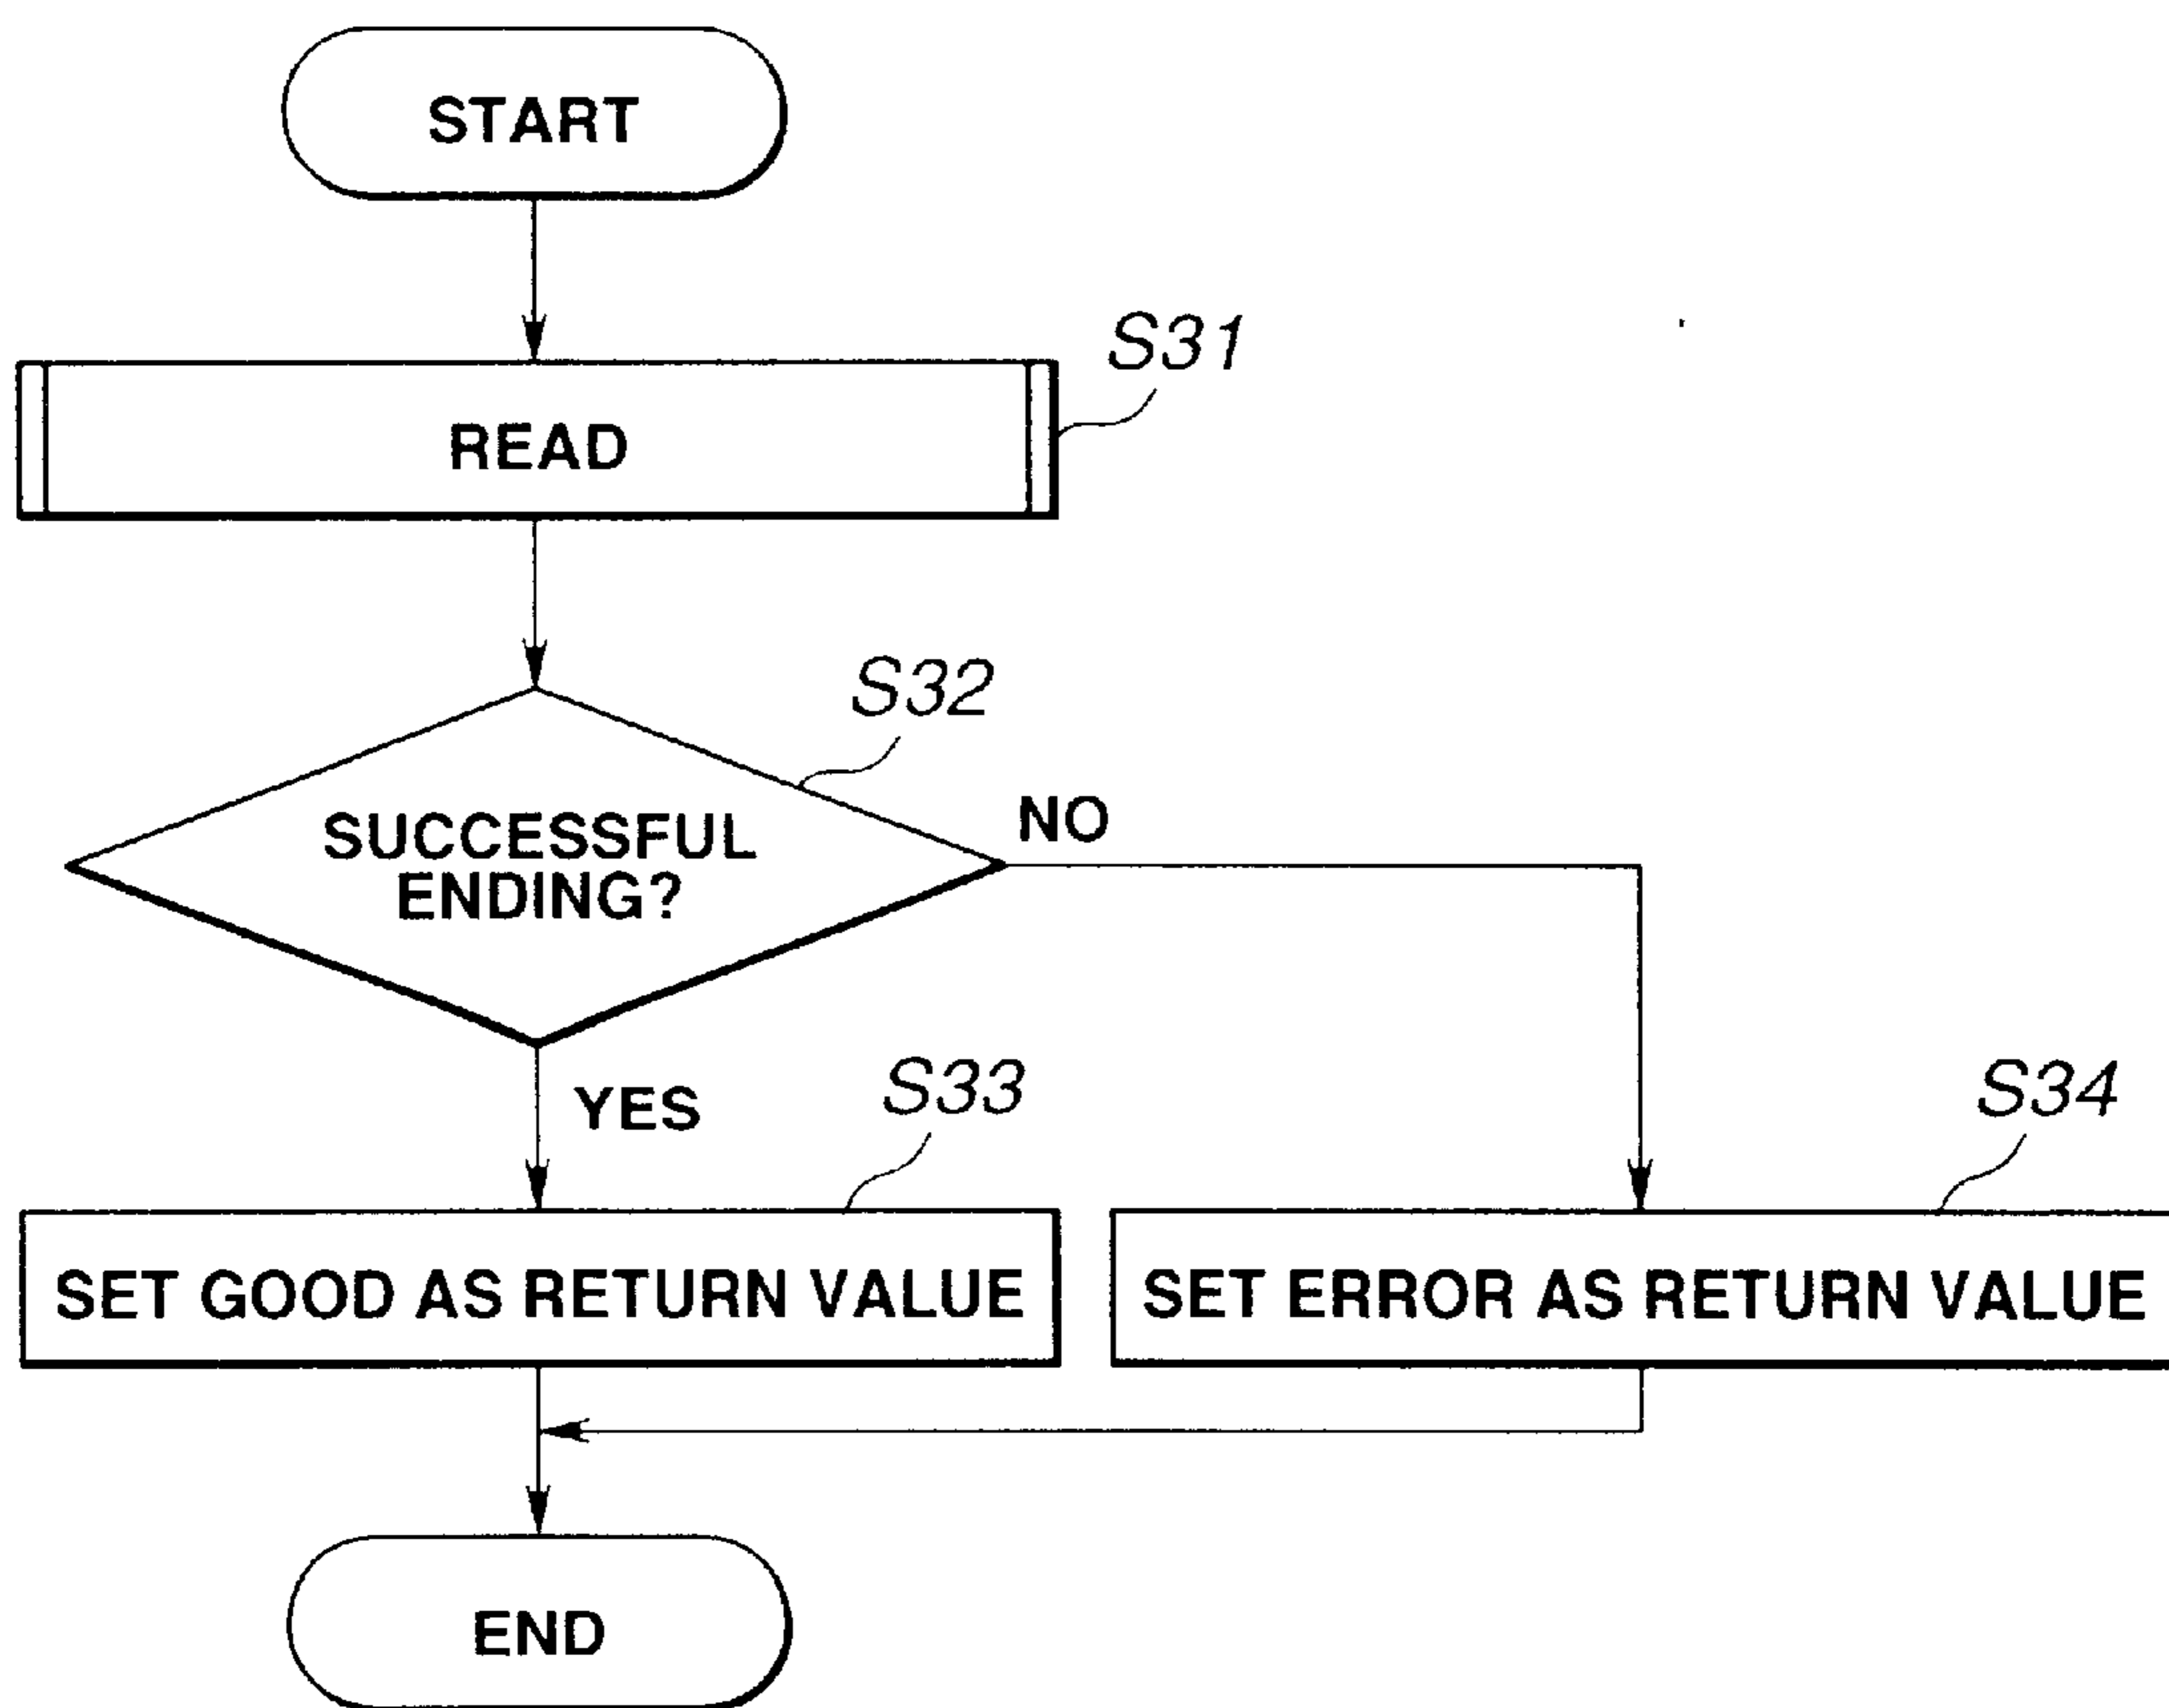 START
S31
READ
S32
SUCCESSFUL
ENDING?
NO
YES
S33
S34
SET GOOD AS RETURN VALUE
SET ERROR AS RETURN VALUE
END